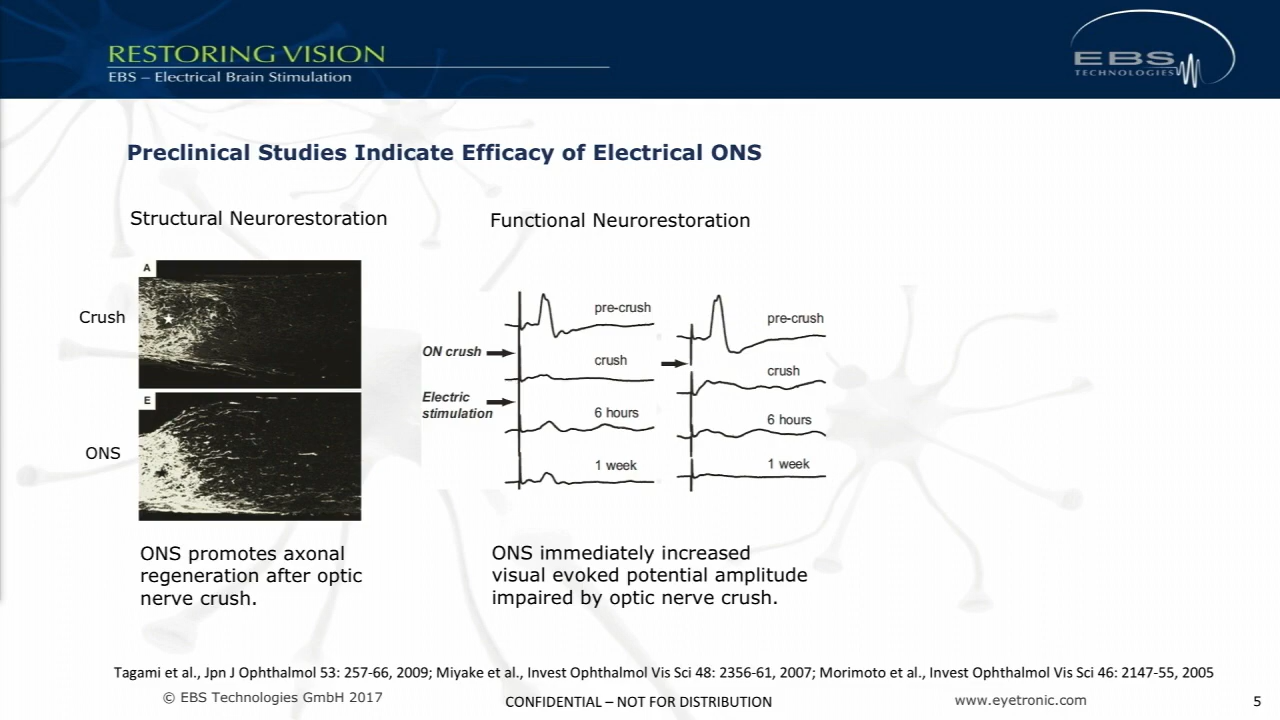 RESTORING VISION
EBS – Electrical Brain Stimulation
EBS
TECHNOLOGIES
Preclinical Studies Indicate Efficacy of Electrical ONS
Structural Neurorestoration
Functional Neurorestoration
A
Crush
E
ONS
pre-crush
ON crush
crush
Electric
stimulation
6 hours
1 week
pre-crush
crush
6 hours
1 week
ONS promotes axonal
regeneration after optic
nerve crush.
ONS immediately increased
visual evoked potential amplitude
impaired by optic nerve crush.
Tagami et al., Jpn J Ophthalmol 53: 257-66, 2009; Miyake et al., Invest Ophthalmol Vis Sci 48: 2356-61, 2007; Morimoto et al., Invest Ophthalmol Vis Sci 46: 2147-55, 2005
© EBS Technologies GmbH 2017
CONFIDENTIAL – NOT FOR DISTRIBUTION
www.eyetronic.com
5